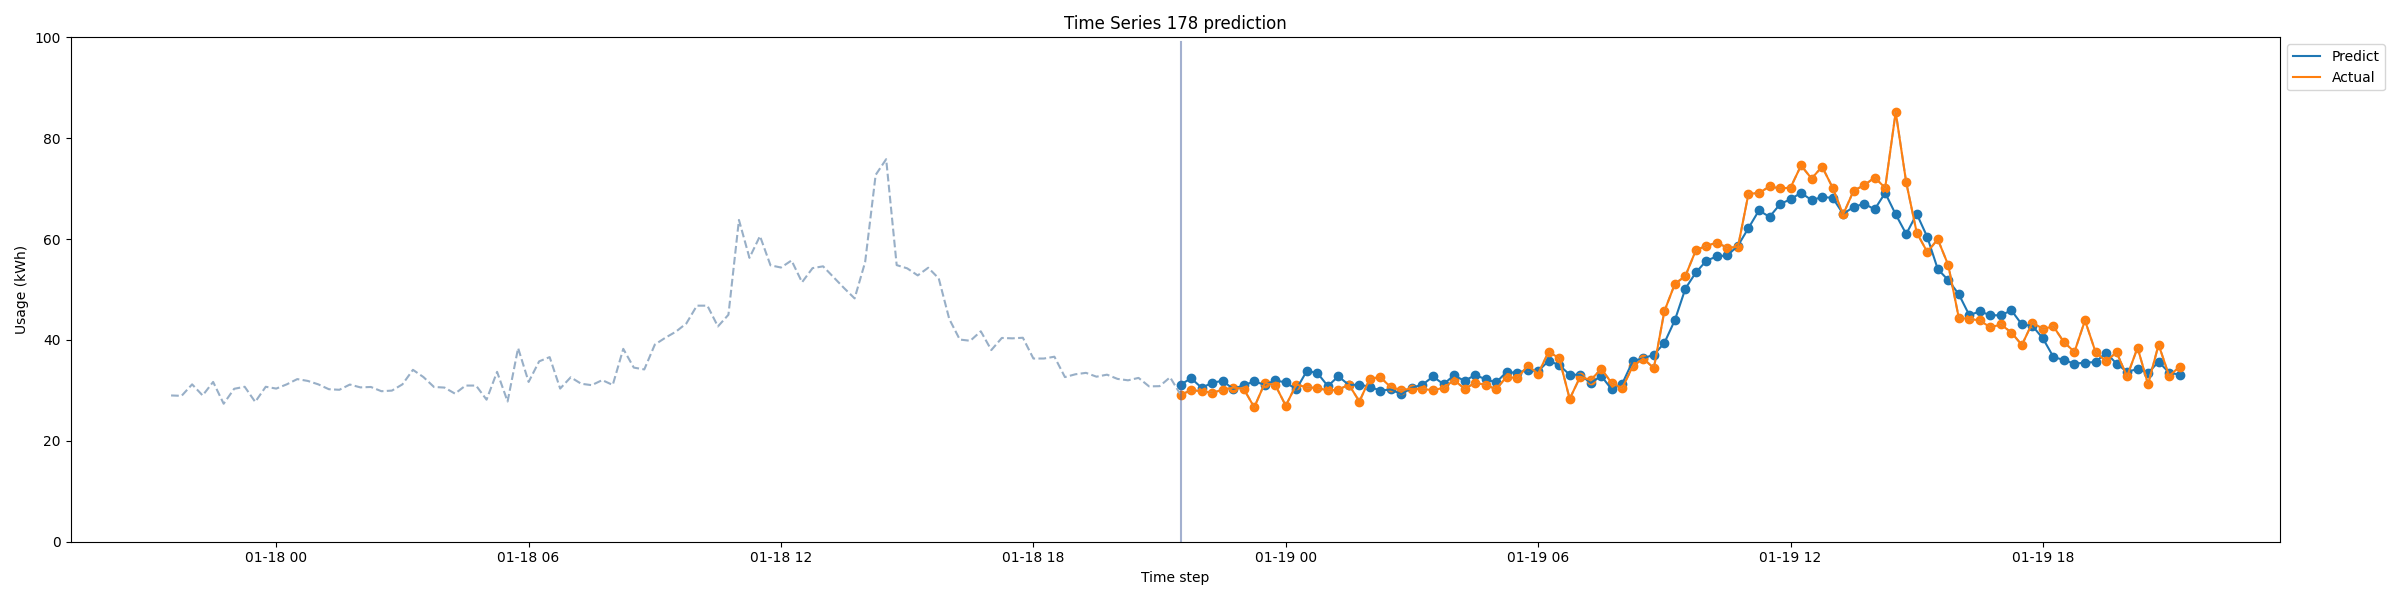 Time Series 178 prediction
Predict
Actual
Usage (kWh)
100
80
60
40
20
0
01-18 00
01-18 06
01-18 12
01-18 18
01-19 00
01-19 06
01-19 12
01-19 18
Time step